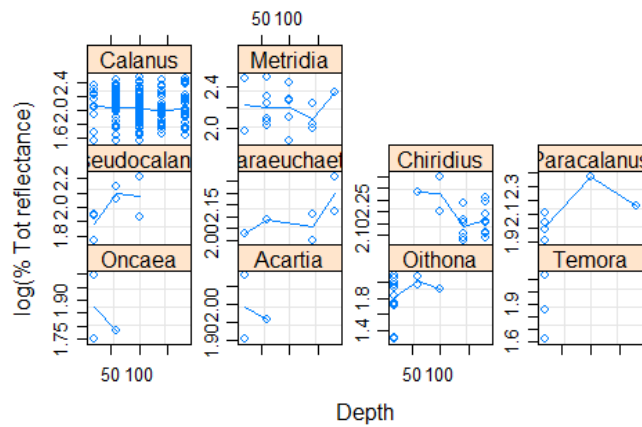 50 100
Calanus Metridia
1.6 2.0 2.4
2.0 2.4
seudocalan araeuchaet Chiridius Paracalanus
1.8 2.0 2.2
2.00 2.15
2.10 2.25
1.9 2.1 2.3
Oncaea Acartia Oithona Temora
1.75 1.90
1.90 2.00
1.4 1.8
1.6 1.9
50 100 50 100
log(% Tot reflectance)
Depth